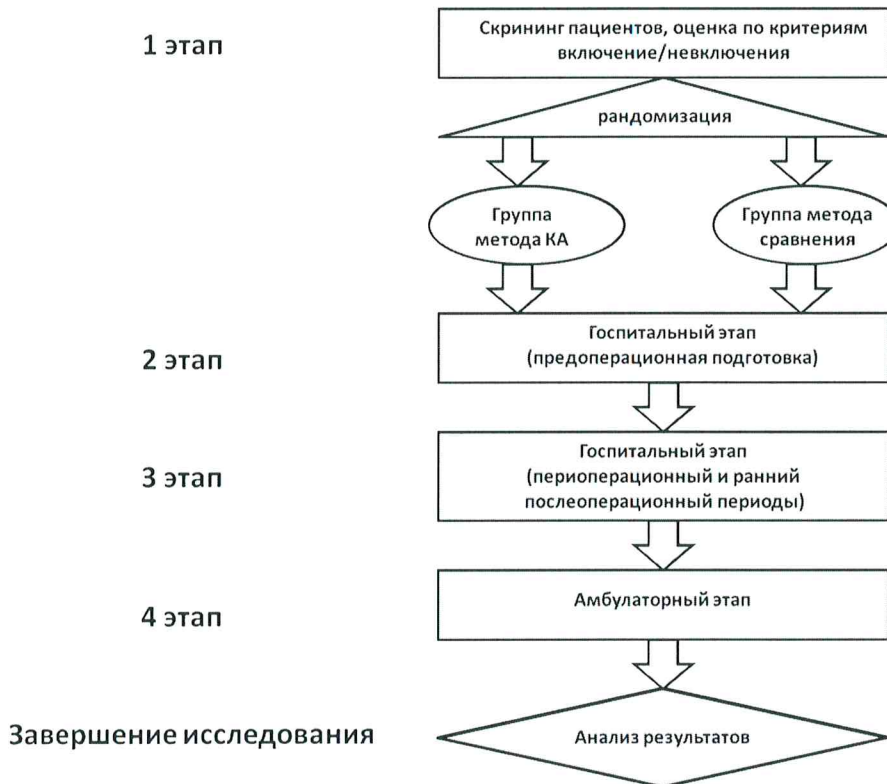 1 этап
Скрининг пациентов, оценка по критериям
включение/невключения
рандомизация
Группа
метода КА
Группа метода
сравнения
2 этап
Госпитальный этап
(предоперационная подготовка)
3 этап
Госпитальный этап
(периоперационный и ранний
послеоперационный периоды)
4 этап
Амбулаторный этап
Завершение исследования
Анализ результатов